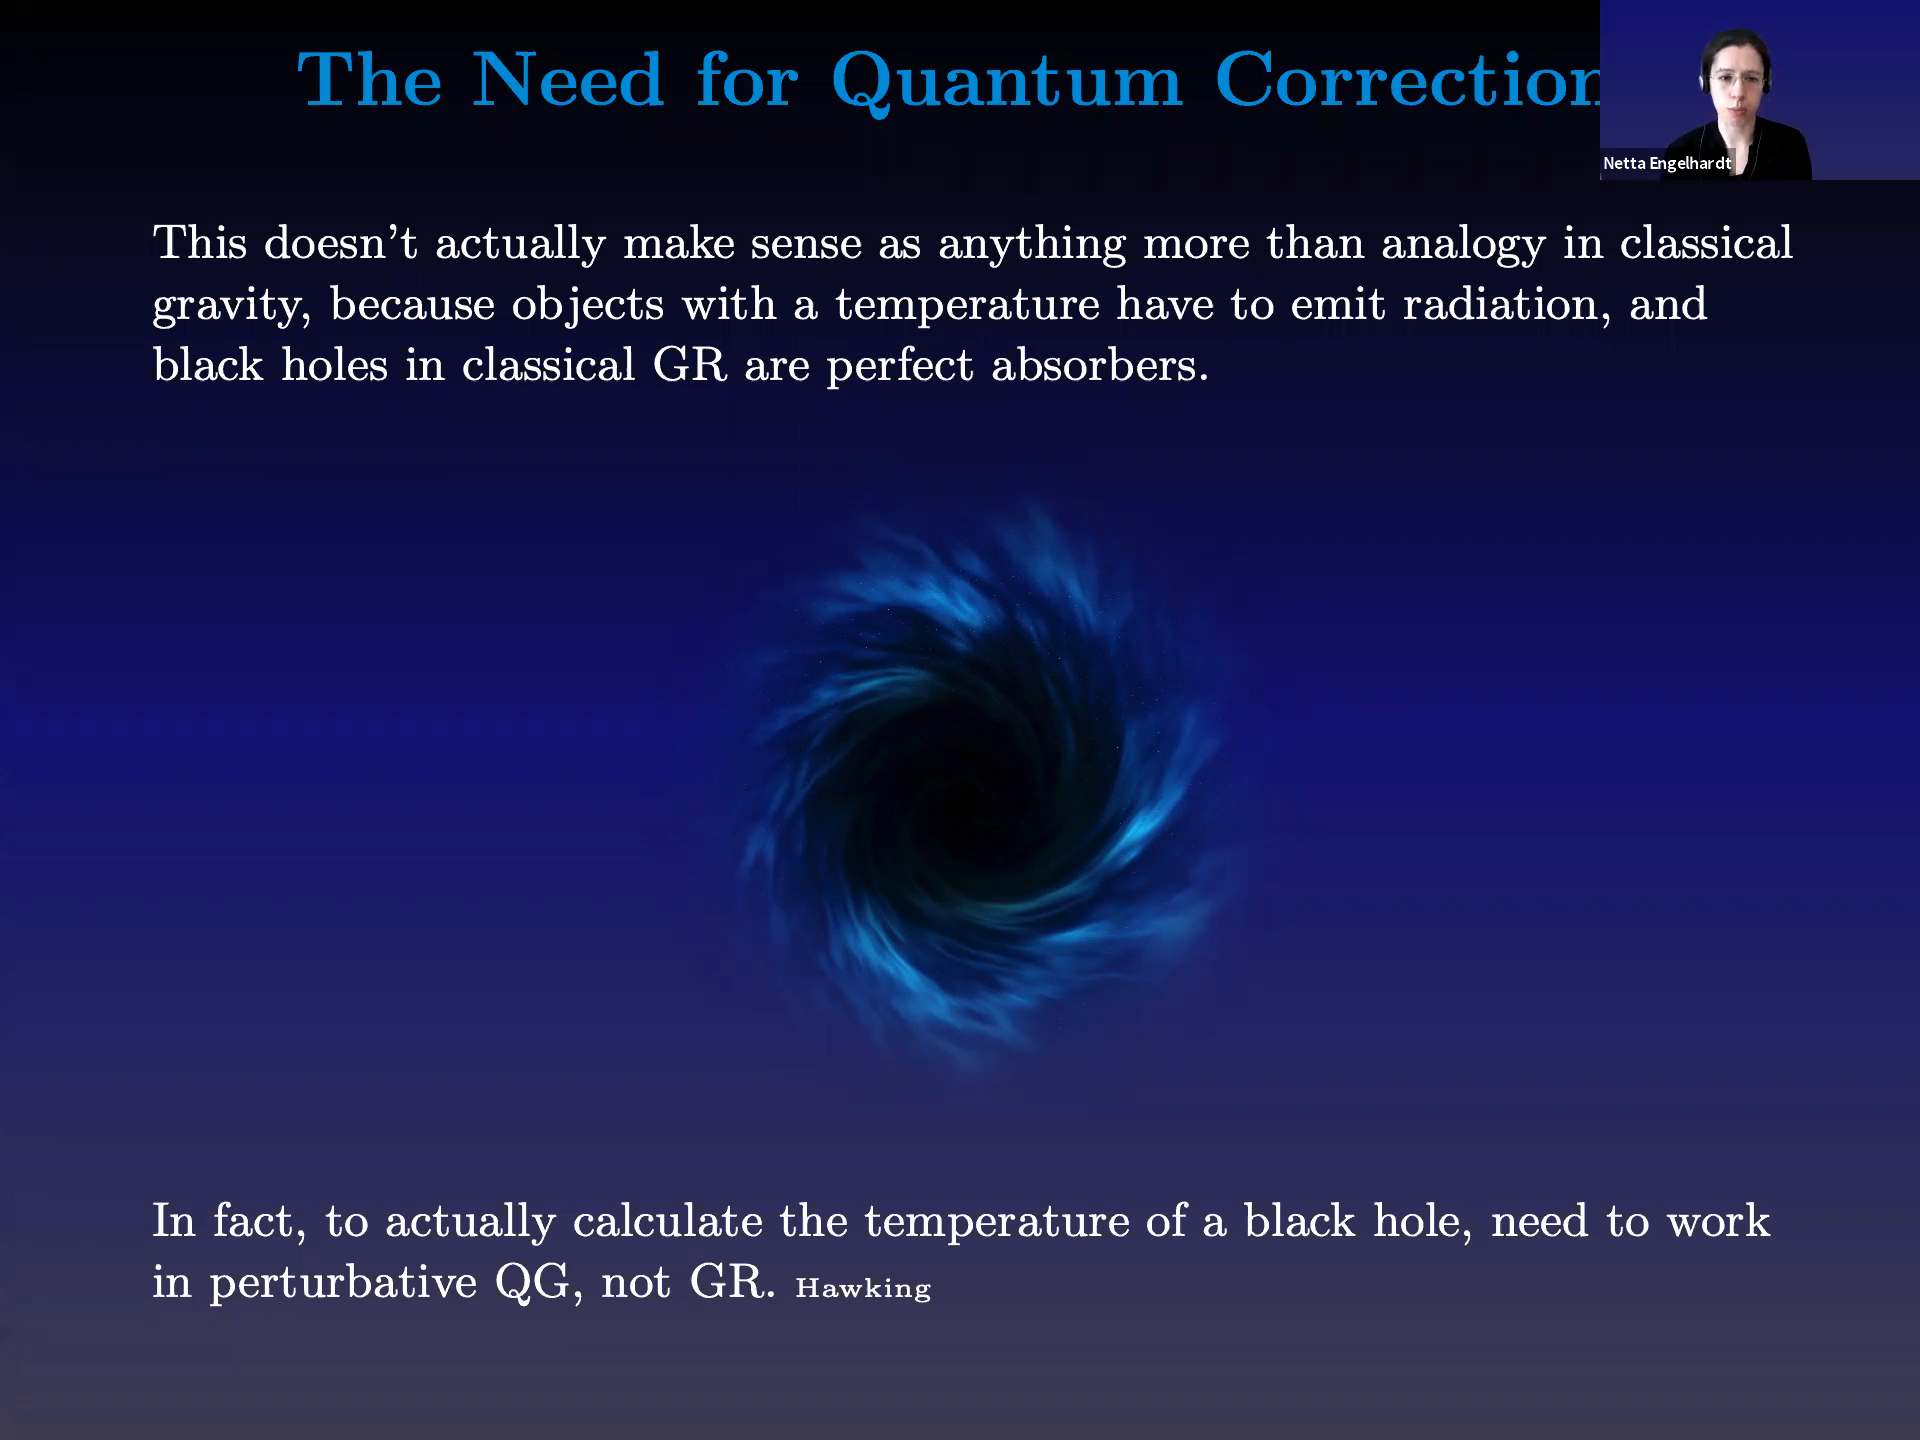 The Need for Quantum Correction
Netta Engelhardt
This doesn't actually make sense as anything more than analogy in classical
gravity, because objects with a temperature have to emit radiation, and
black holes in classical GR are perfect absorbers.
In fact, to actually calculate the temperature of a black hole, need to work
in perturbative QG, not GR. Hawking